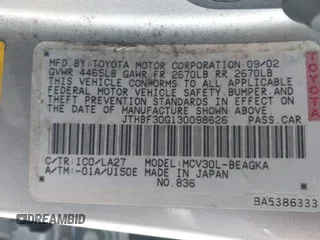 MFD. BY TOYOTA MOTOR CORPORATION 09/02
GVWR 4465LB GAWR FR 2670LB RR 2670LB
THIS VEHICLE CONFORMS TO ALL APPLICABLE
FEDERAL MOTOR VEHICLE SAFETY, BUMPER, AND
THEFT PREVENTION STANDARDS IN EFFECT ON
THE DATE OF MANUFACTURE SHOWN ABOVE.
JTHBF30G130098626 PASS. CAR
C/TR: 1C0/LA27 MODEL: MCV30L-BEAGKA
A/TM: -01A/U150E MADE IN JAPAN
NO. 836
BA5386333